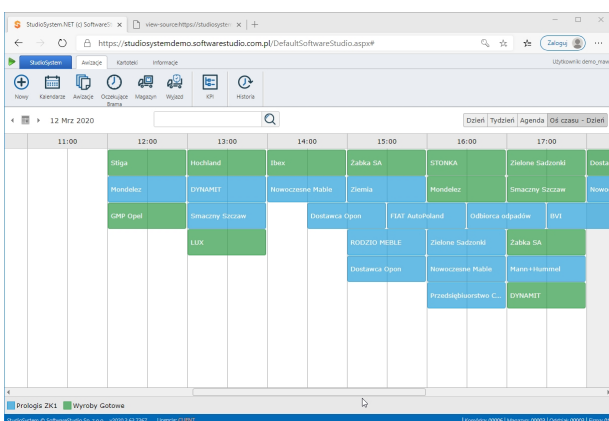 StudioSystem.NET (c) SoftwareSt
view-source:https://studiosyste
https://studiosystemdemo.softwarestudio.com.pl/DefaultSoftwareStudio.aspx#
Zaloguj
StudioSystem Awizacje Kartoteki Informacje
Użytkownik: demo_maw
Nowy Kalendarze Awizacje Oczekujące Magazyn Wyjazd KPI Historia
Brama
12 Mrz 2020
Dzień Tydzień Agenda Oś czasu - Dzień
11:00 12:00 13:00 14:00 15:00 16:00 17:00
Stiga Hochland Ibex Żabka SA STONKA Zielone Sadzonki Dosta
Mondelez DYNAMIT Nowoczesne Mable Ziemia Mondelez Smaczny Szczaw Nowo
GMP Opel Smaczny Szczaw Dostawca Opon FIAT AutoPoland Odbiorca odpadów BVI
LUX RODZIO MEBLE Zielone Sadzonki Żabka SA
Dostawca Opon Nowoczesne Mable Mann+Hummel
Przedsiębiorstwo C... DYNAMIT
Prologis ZK1 Wyroby Gotowe